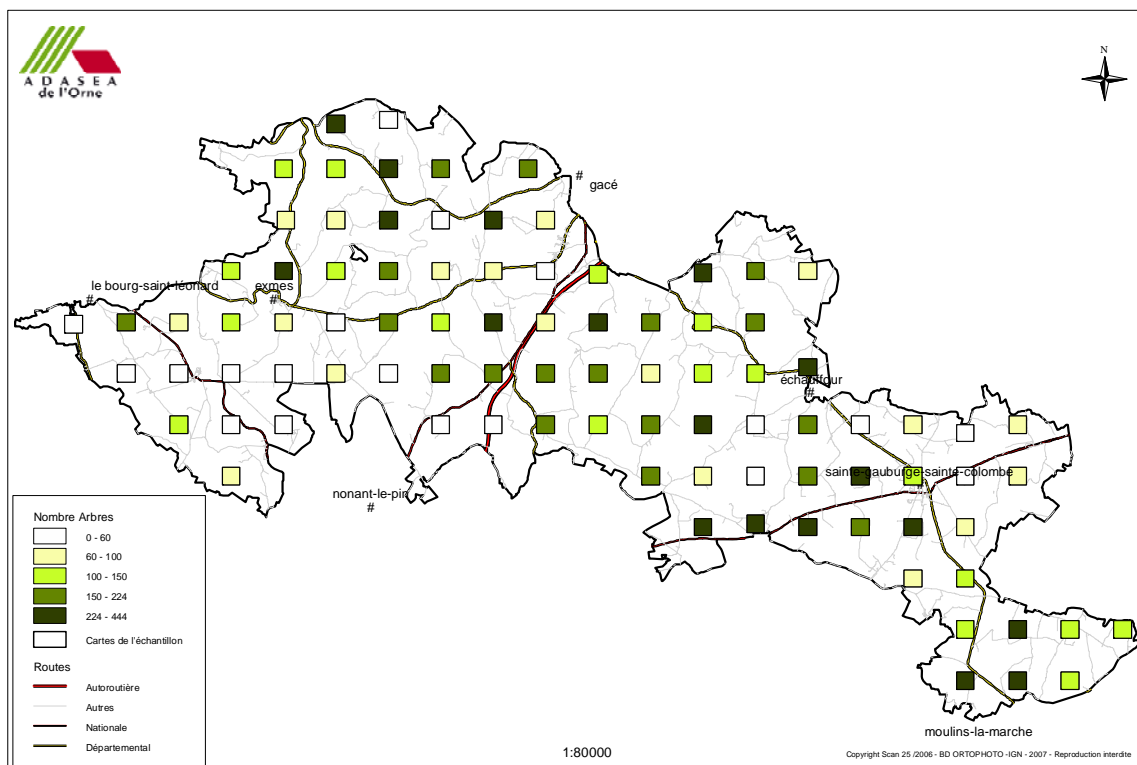 ADASEA
de l'Orne
N
gacé
le bourg-saint-léonard
exmes
échauffour
sainte-gauburge-sainte-colombe
nonant-le-pin
moulins-la-marche
Nombre Arbres
0 - 60
60 - 100
100 - 150
150 - 224
224 - 444
Cartes de l'échantillon
Routes
Autoroutière
Autres
Nationale
Départemental
1:80000
Copyright Scan 25 /2006 - BD ORTOPHOTO -IGN - 2007 - Reproduction interdite